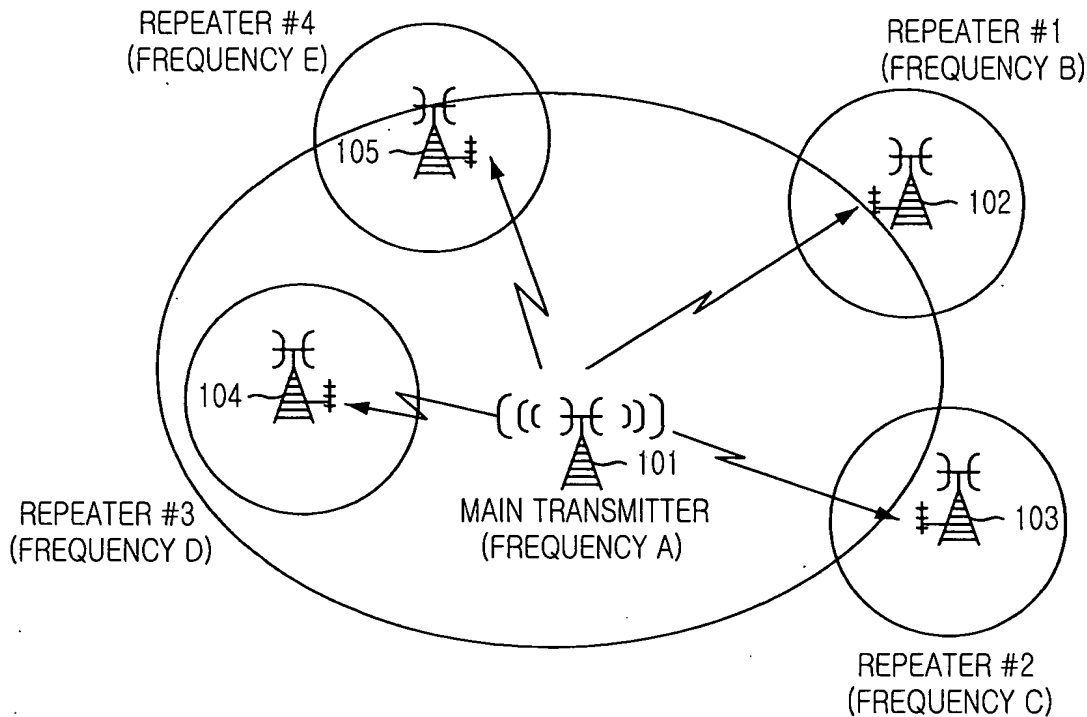 REPEATER #4
(FREQUENCY E)
REPEATER #1
(FREQUENCY B)
105
102
104
101
MAIN TRANSMITTER
(FREQUENCY A)
103
REPEATER #3
(FREQUENCY D)
REPEATER #2
(FREQUENCY C)